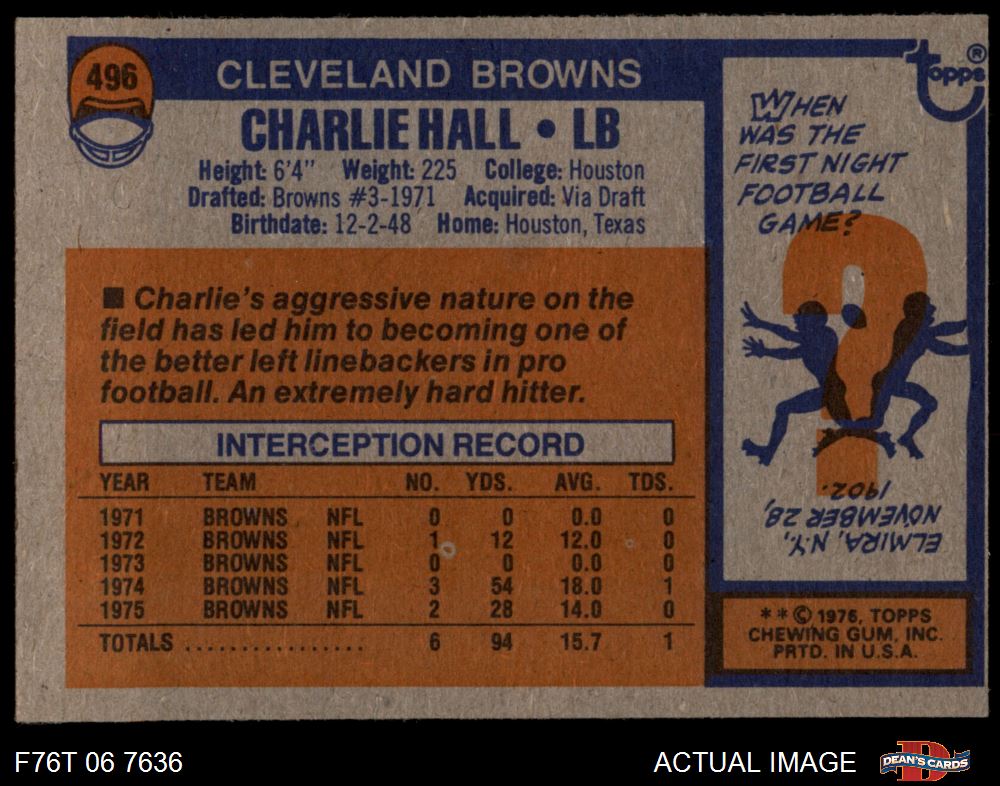 496
CLEVELAND BROWNS
CHARLIE HALL • LB
Height: 6'4" Weight: 225 College: Houston
Drafted: Browns #3-1971 Acquired: Via Draft
Birthdate: 12-2-48 Home: Houston, Texas
■ Charlie's aggressive nature on the
field has led him to becoming one of
the better left linebackers in pro
football. An extremely hard hitter.
INTERCEPTION RECORD
YEAR TEAM NO. YDS. AVG. TDS.
1971 BROWNS NFL 0 0 0.0 0
1972 BROWNS NFL 1 12 12.0 0
1973 BROWNS NFL 0 0 0.0 0
1974 BROWNS NFL 3 54 18.0 1
1975 BROWNS NFL 2 28 14.0 0
TOTALS ................ 6 94 15.7 1
topps®
WHEN
WAS THE
FIRST NIGHT
FOOTBALL
GAME?
?
ELMIRA, N.Y.,
NOVEMBER 28,
1902.
* * © 1976, TOPPS
CHEWING GUM, INC.
PRTD. IN U.S.A.
F76T 06 7636
ACTUAL IMAGE
D
DEAN'S CARDS